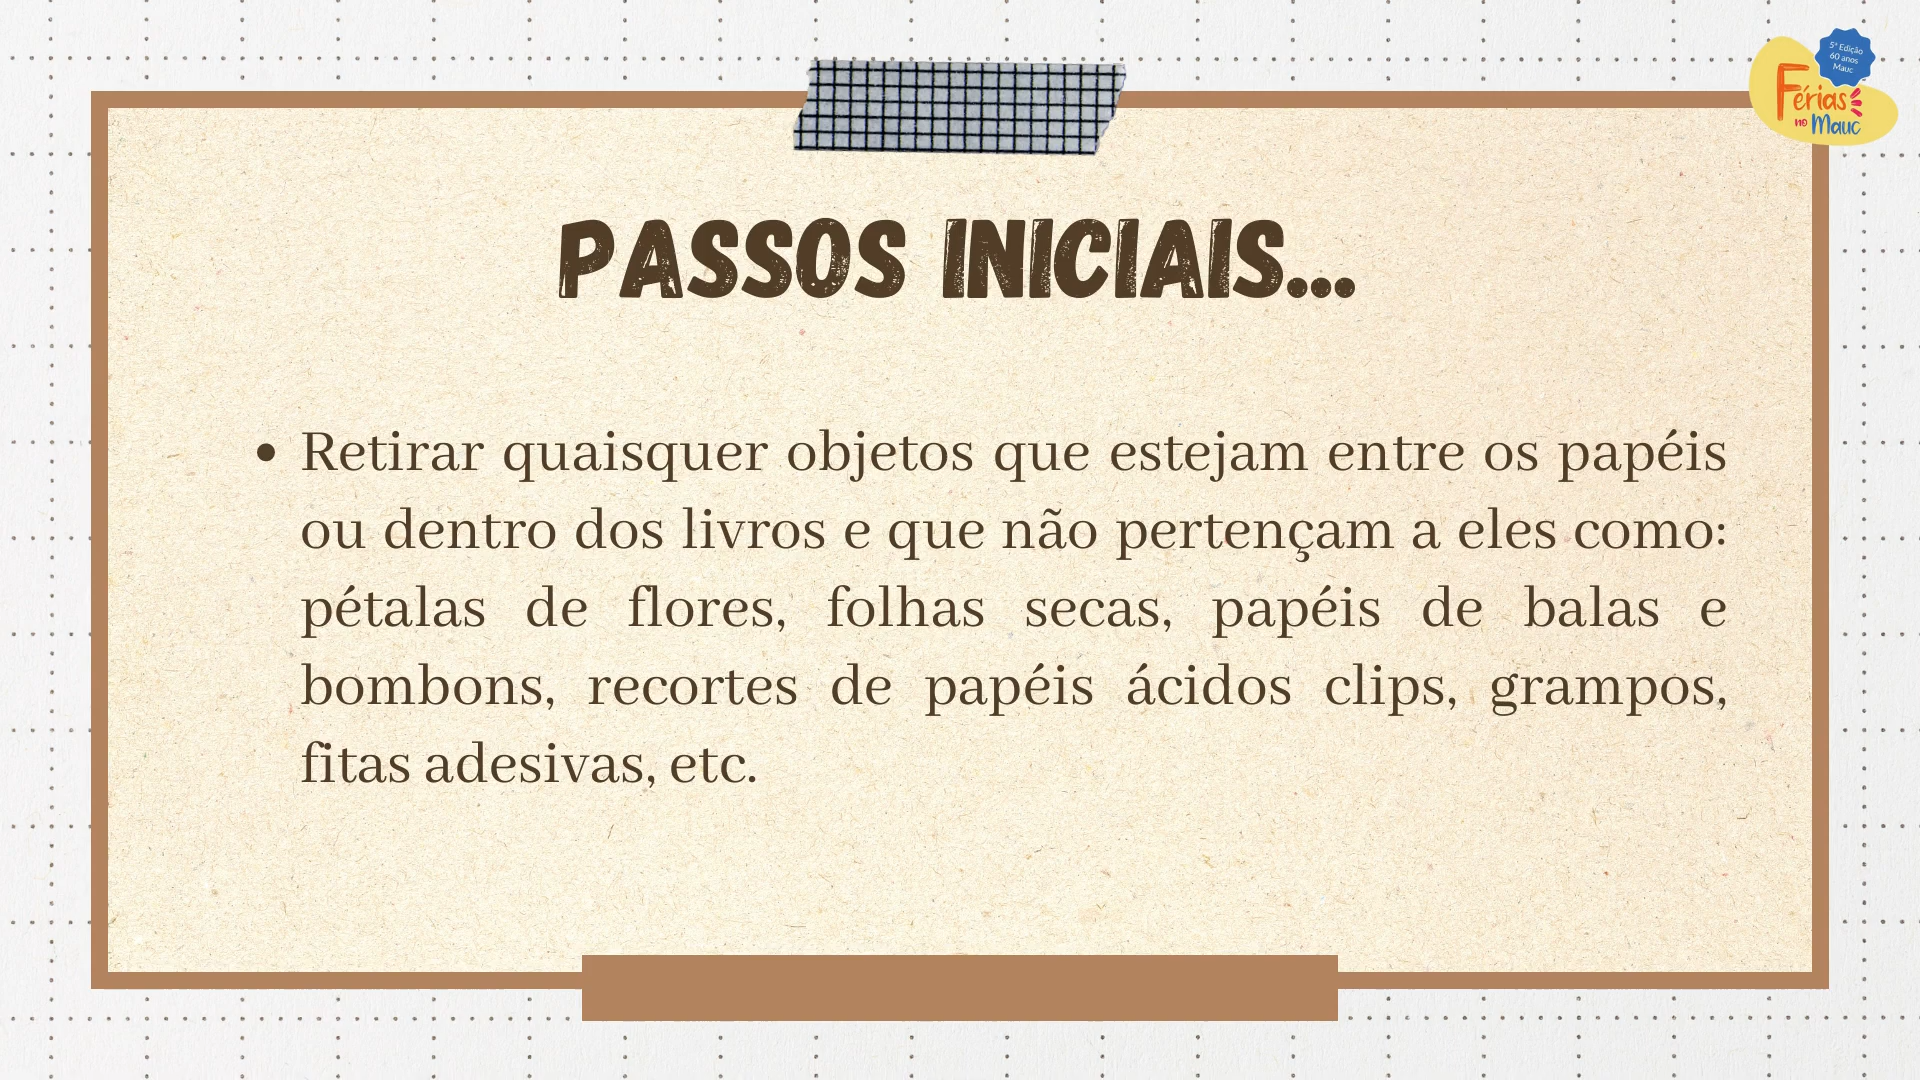 5ª Edição
60 anos
Mauc
Férias
no Mauc
PASSOS INICIAIS...
• Retirar quaisquer objetos que estejam entre os papéis
ou dentro dos livros e que não pertençam a eles como:
pétalas de flores, folhas secas, papéis de balas e
bombons, recortes de papéis ácidos clips, grampos,
fitas adesivas, etc.